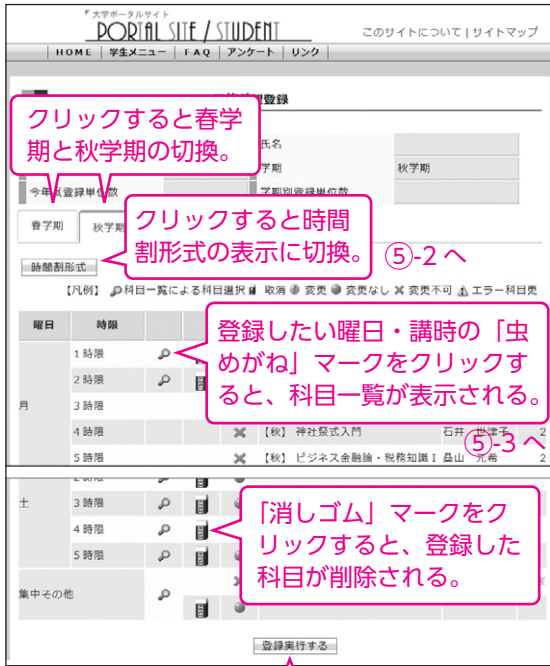 『大学ポータルサイト
PORTAL SITE / STUDENT
このサイトについて | サイトマップ
HOME | 学生メニュー | FAQ | アンケート | リンク
登録
クリックすると春学
期と秋学期の切換。
氏名
学期 秋学期
今年度登録単位数 学期別登録単位数
春学期 秋学期
クリックすると時間
割形式の表示に切換。
⑤-2 へ
時間割形式
【凡例】 科目一覧による科目選択 取消 変更 変更なし 変更不可 エラー科目更
曜日 時限
登録したい曜日・講時の「虫
めがね」マークをクリックす
ると、科目一覧が表示される。
⑤-3 へ
月
1 時限
2 時限
3 時限
4 時限 【秋】 神社祭式入門 石井 世津子 2
5 時限 【秋】 ビジネス金融論・税務知識Ⅰ 畠山 元希 2
土
3 時限
4 時限
5 時限
「消しゴム」マークをク
リックすると、登録した
科目が削除される。
集中その他
登録実行する